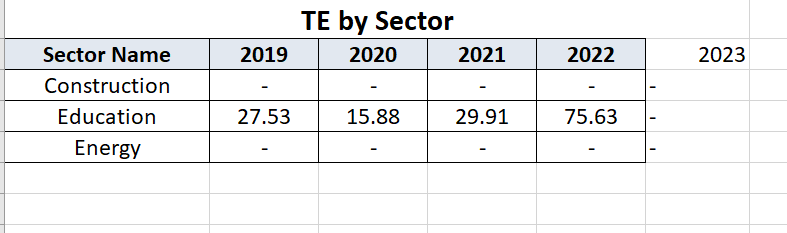 TE by Sector
Sector Name 2019 2020 2021 2022 2023
Construction - - - - -
Education 27.53 15.88 29.91 75.63 -
Energy - - - - -